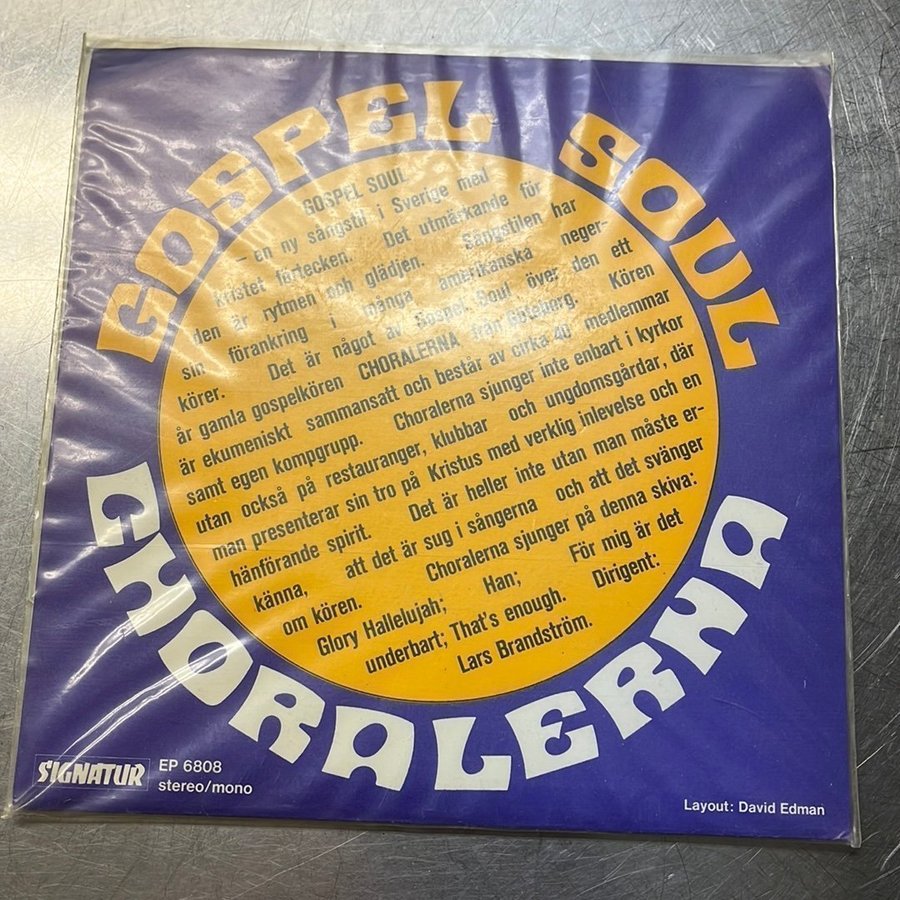 GOSPEL SOUL
GOSPEL SOUL
– en ny sångstil i Sverige med
kristet förtecken. Det utmärkande för
den är rytmen och glädjen. Sångstilen har
sin förankring i många amerikanska neger-
körer. Det är något av Gospel Soul över den ett
år gamla gospelkören CHORALERNA från Göteborg. Kören
är ekumeniskt sammansatt och består av cirka 40 medlemmar
samt egen kompgrupp. Choralerna sjunger inte enbart i kyrkor
utan också på restauranger, klubbar och ungdomsgårdar, där
man presenterar sin tro på Kristus med verklig inlevelse och en
hänförande spirit. Det är heller inte utan man måste er-
känna, att det är sug i sångerna och att det svänger
om kören. Choralerna sjunger på denna skiva:
Glory Hallelujah; Han; För mig är det
underbart; That's enough. Dirigent:
Lars Brandström.
CHORALERNA
SIGNATUR EP 6808
stereo/mono
Layout: David Edman